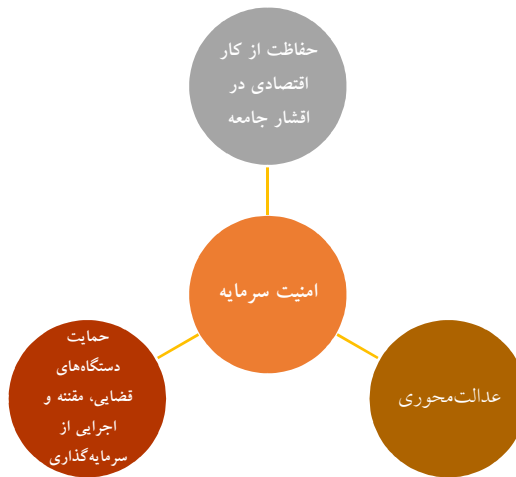 حفاظت از کار
اقتصادی در
اقشار جامعه
امنیت سرمایه
عدالت‌محوری
حمایت
دستگاه‌های
قضایی، مقننه و
اجرایی از
سرمایه‌گذاری